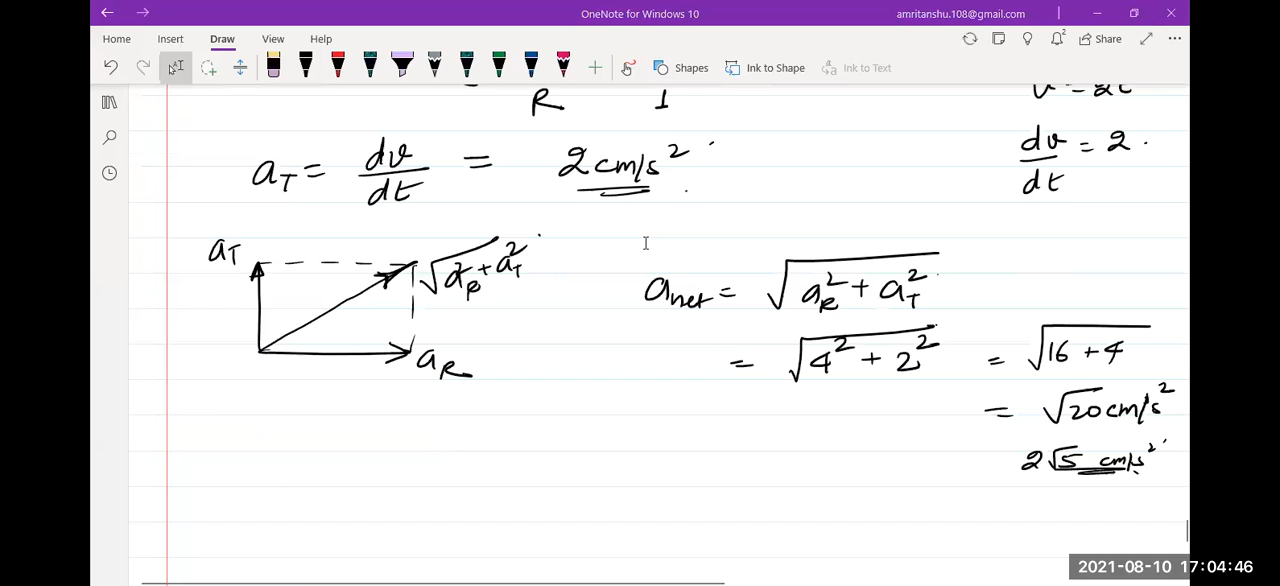 OneNote for Windows 10
amritanshu.108@gmail.com
Home Insert Draw View Help
Share
Shapes Ink to Shape Ink to Text
R 1
v = 2t
a_T = dv/dt = 2 cm/s²
dv/dt = 2
a_T
√(a_R² + a_T²)
a_R
a_net = √(a_R² + a_T²)
= √(4² + 2²) = √(16 + 4)
= √20 cm/s²
2√5 cm/s²
2021-08-10 17:04:46